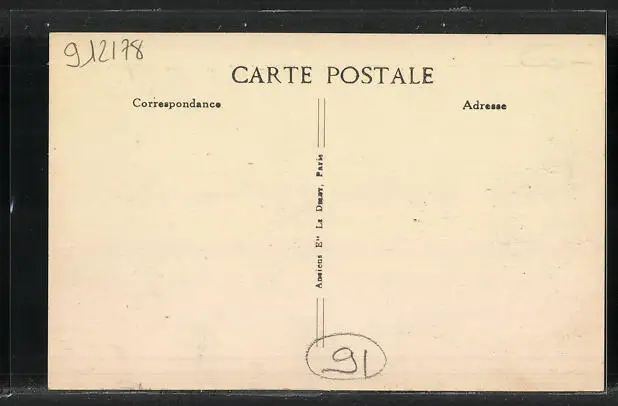 912178
CARTE POSTALE
Correspondance
Adresse
Anciens Etˢ Le Deley, Paris
91